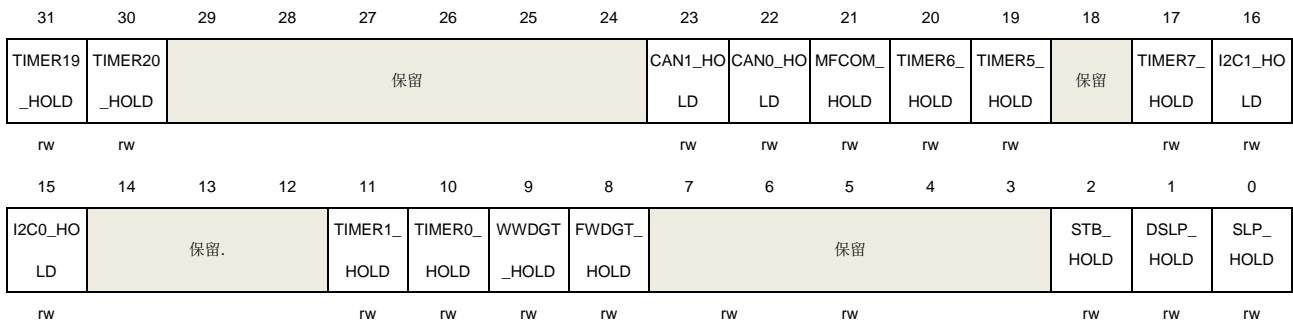 31 30 29 28 27 26 25 24 23 22 21 20 19 18 17 16
TIMER19 TIMER20 保留 CAN1_HO CAN0_HO MFCOM_ TIMER6_ TIMER5_ 保留 TIMER7_ I2C1_HO
_HOLD _HOLD LD LD HOLD HOLD HOLD HOLD LD
rw rw rw rw rw rw rw rw rw
15 14 13 12 11 10 9 8 7 6 5 4 3 2 1 0
I2C0_HO 保留. TIMER1_ TIMER0_ WWDGT FWDGT_ 保留 STB_ DSLP_ SLP_
LD HOLD HOLD _HOLD HOLD HOLD HOLD HOLD
rw rw rw rw rw rw rw rw rw rw